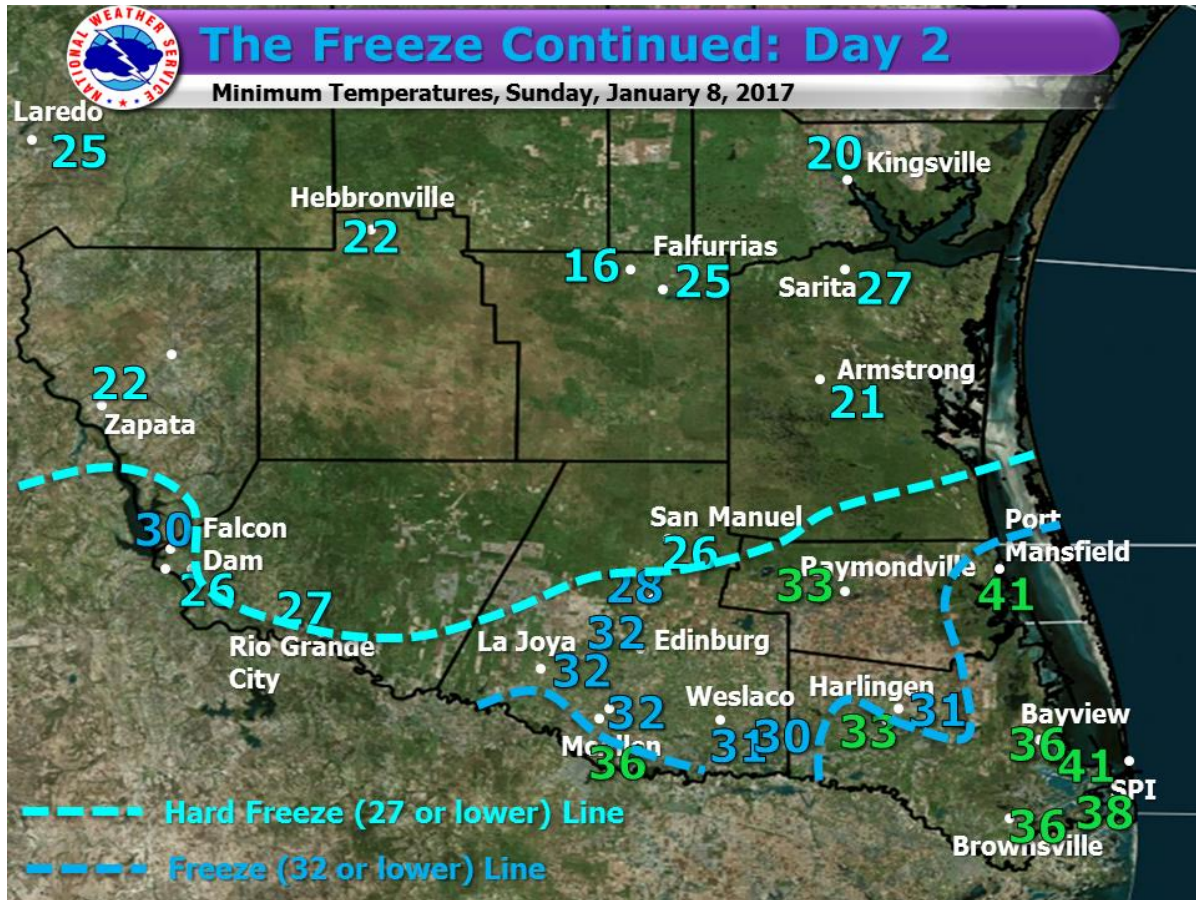 NATIONAL WEATHER SERVICE
The Freeze Continued: Day 2
Minimum Temperatures, Sunday, January 8, 2017
Laredo
25
20
Kingsville
Hebbronville
22
Falfurrias
16
25
Sarita
27
Armstrong
21
22
Zapata
San Manuel
26
Port
Mansfield
41
30
Falcon
Dam
26
27
Rio Grande
City
Raymondville
33
28
32
Edinburg
La Joya
32
32
McAllen
36
Weslaco
31
30
Harlingen
31
33
Bayview
36
41
SPI
38
36
Brownsville
Hard Freeze (27 or lower) Line
Freeze (32 or lower) Line